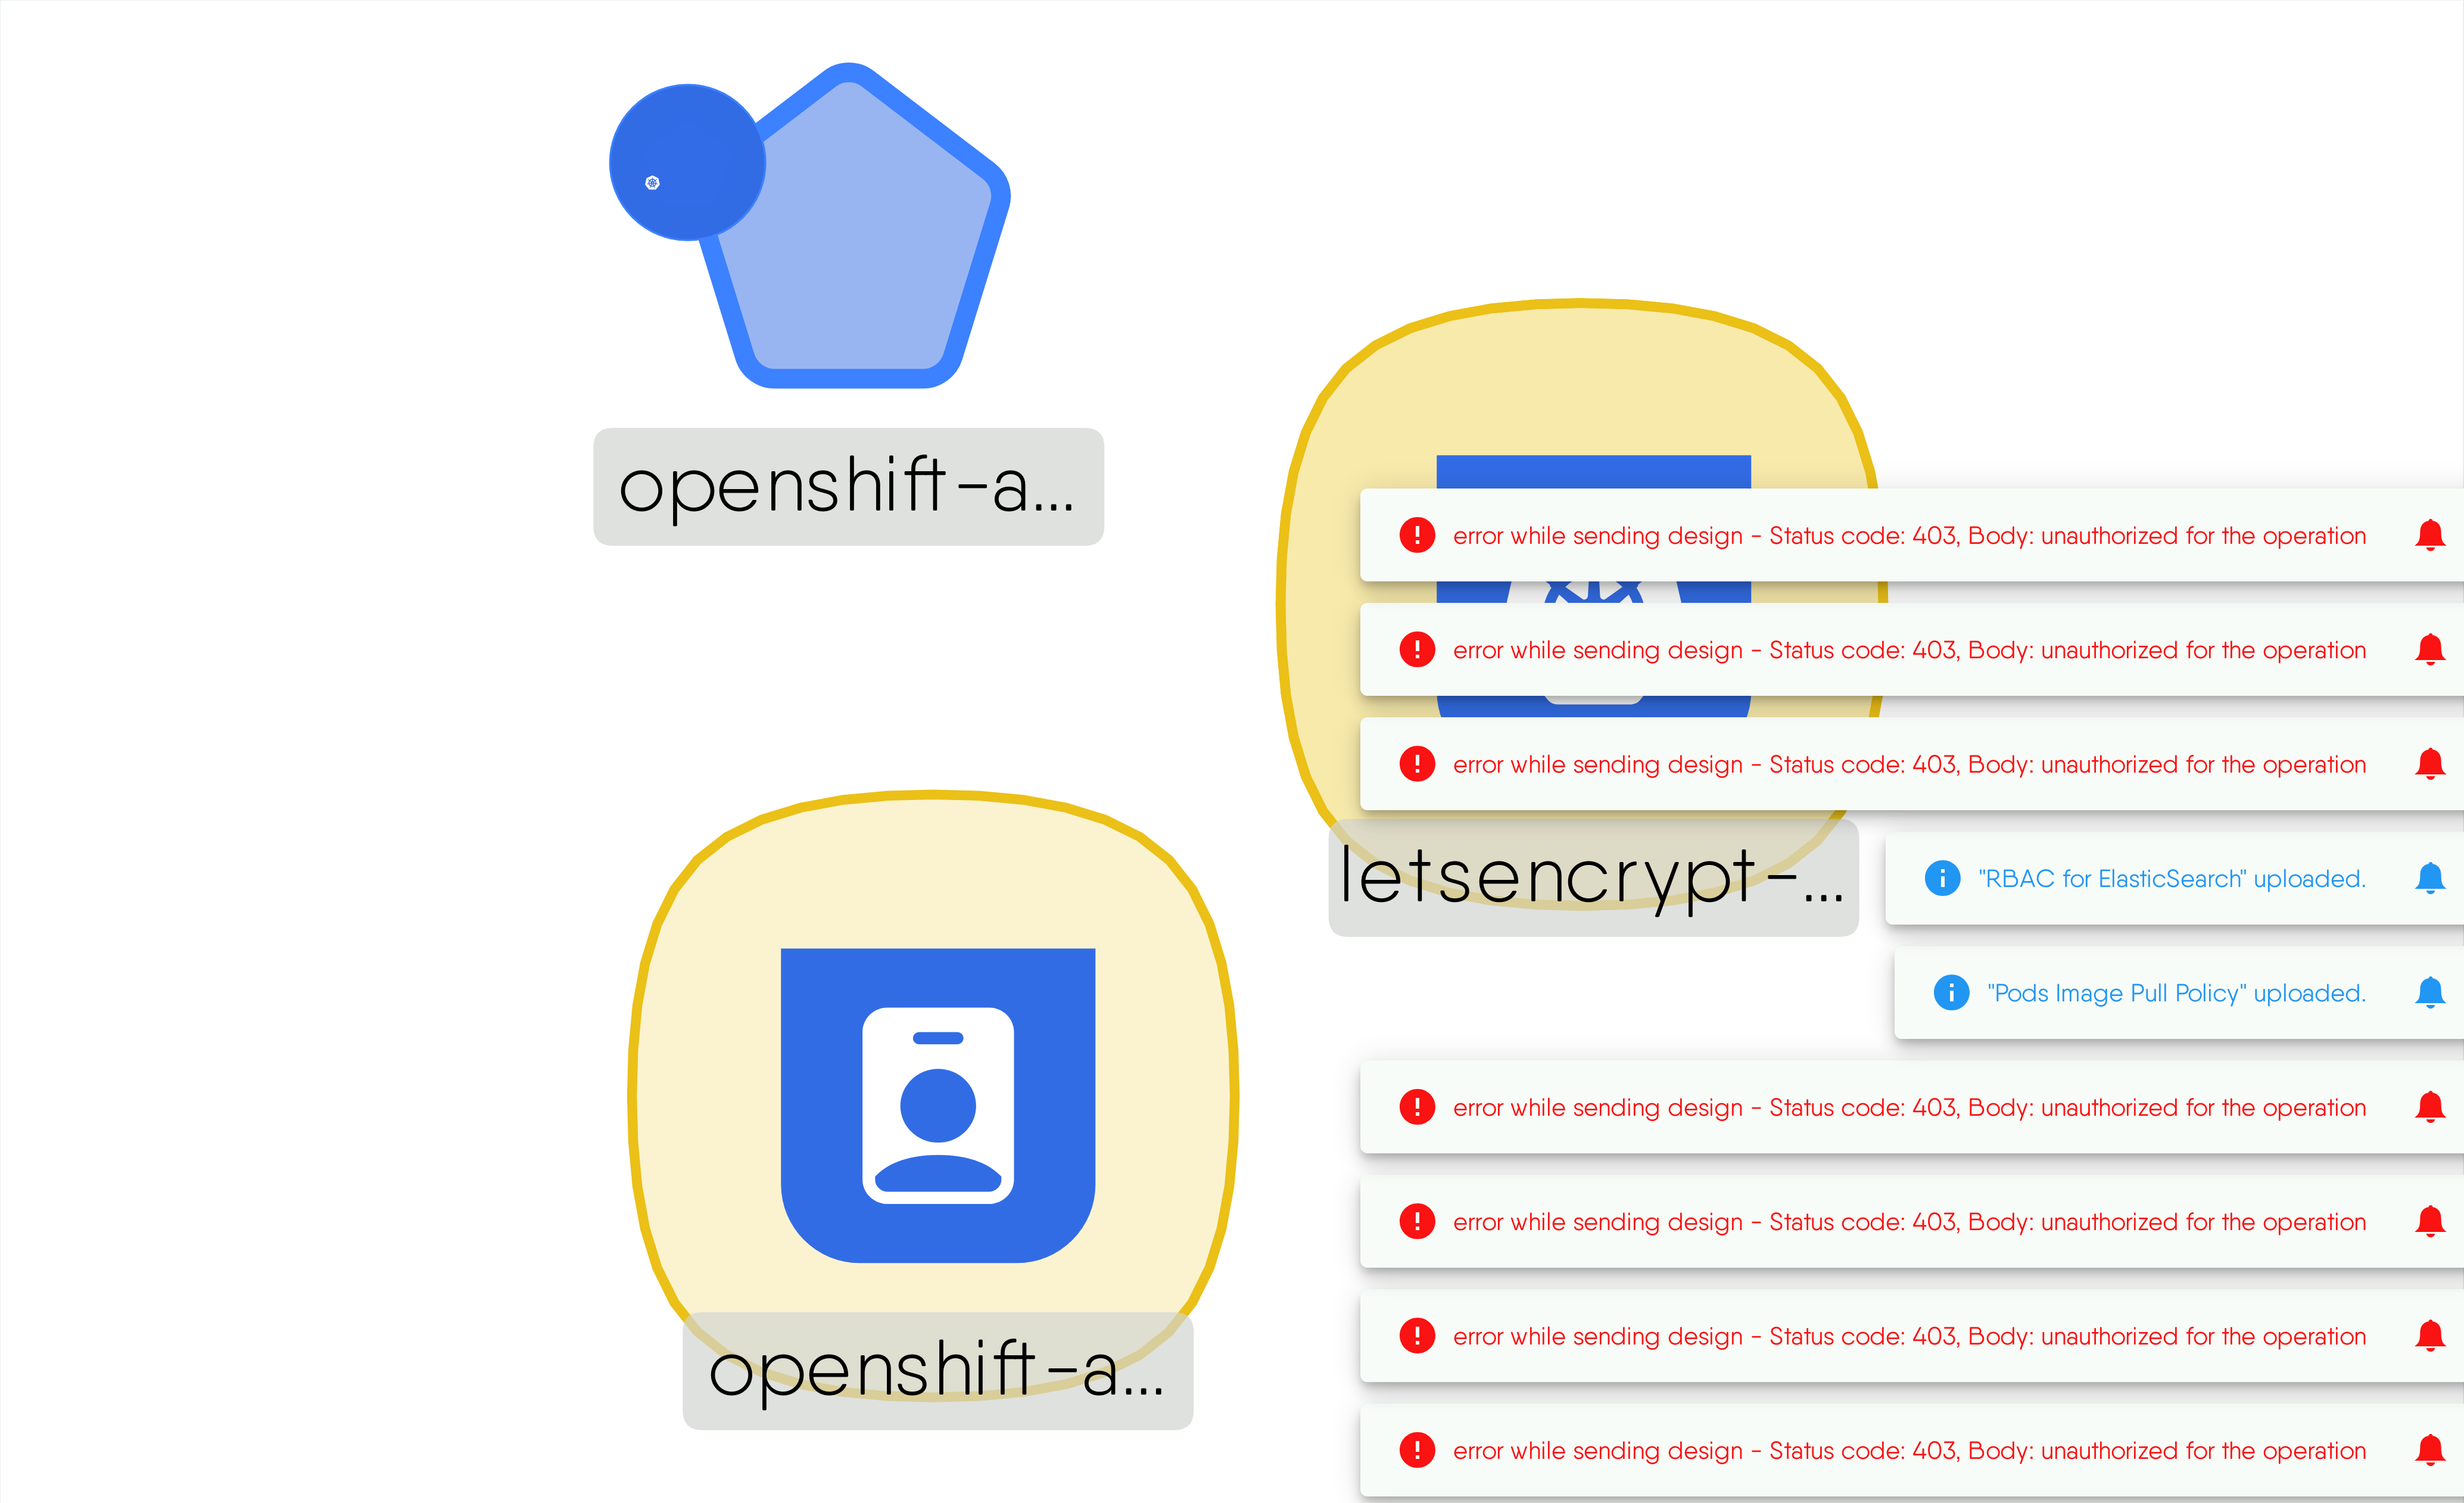 openshift-a...
error while sending design - Status code: 403, Body: unauthorized for the operation
error while sending design - Status code: 403, Body: unauthorized for the operation
error while sending design - Status code: 403, Body: unauthorized for the operation
letsencrypt-...
"RBAC for ElasticSearch" uploaded.
"Pods Image Pull Policy" uploaded.
error while sending design - Status code: 403, Body: unauthorized for the operation
error while sending design - Status code: 403, Body: unauthorized for the operation
error while sending design - Status code: 403, Body: unauthorized for the operation
openshift-a...
error while sending design - Status code: 403, Body: unauthorized for the operation